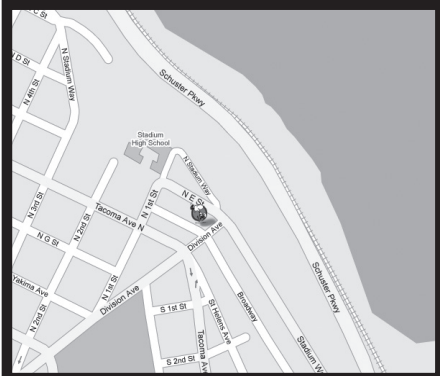 N C St
N D St
N Stadium Way
N 4th St
Schuster Pkwy
Stadium
High School
N Stadium Way
N E St
N 1st St
Tacoma Ave N
N 3rd St
N 2nd St
N G St
Division Ave
Yakima Ave
N 1st St
Division Ave
N 2nd St
S 1st St
S 2nd St
St Helens Ave
Tacoma
Broadway
Schuster Pkwy
Stadium W